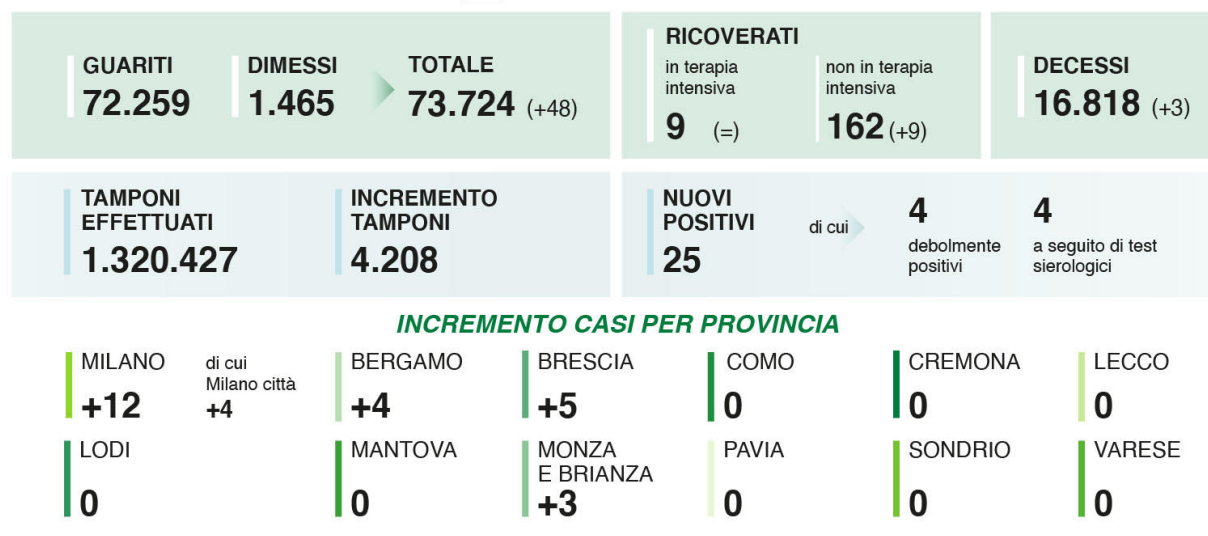 GUARITI
72.259
DIMESSI
1.465
TOTALE
73.724 (+48)
RICOVERATI
in terapia
intensiva
9 (=)
non in terapia
intensiva
162 (+9)
DECESSI
16.818 (+3)
TAMPONI
EFFETTUATI
1.320.427
INCREMENTO
TAMPONI
4.208
NUOVI
POSITIVI
25
di cui
4
debolmente
positivi
4
a seguito di test
sierologici
INCREMENTO CASI PER PROVINCIA
MILANO
+12
di cui
Milano città
+4
BERGAMO
+4
BRESCIA
+5
COMO
0
CREMONA
0
LECCO
0
LODI
0
MANTOVA
0
MONZA
E BRIANZA
+3
PAVIA
0
SONDRIO
0
VARESE
0